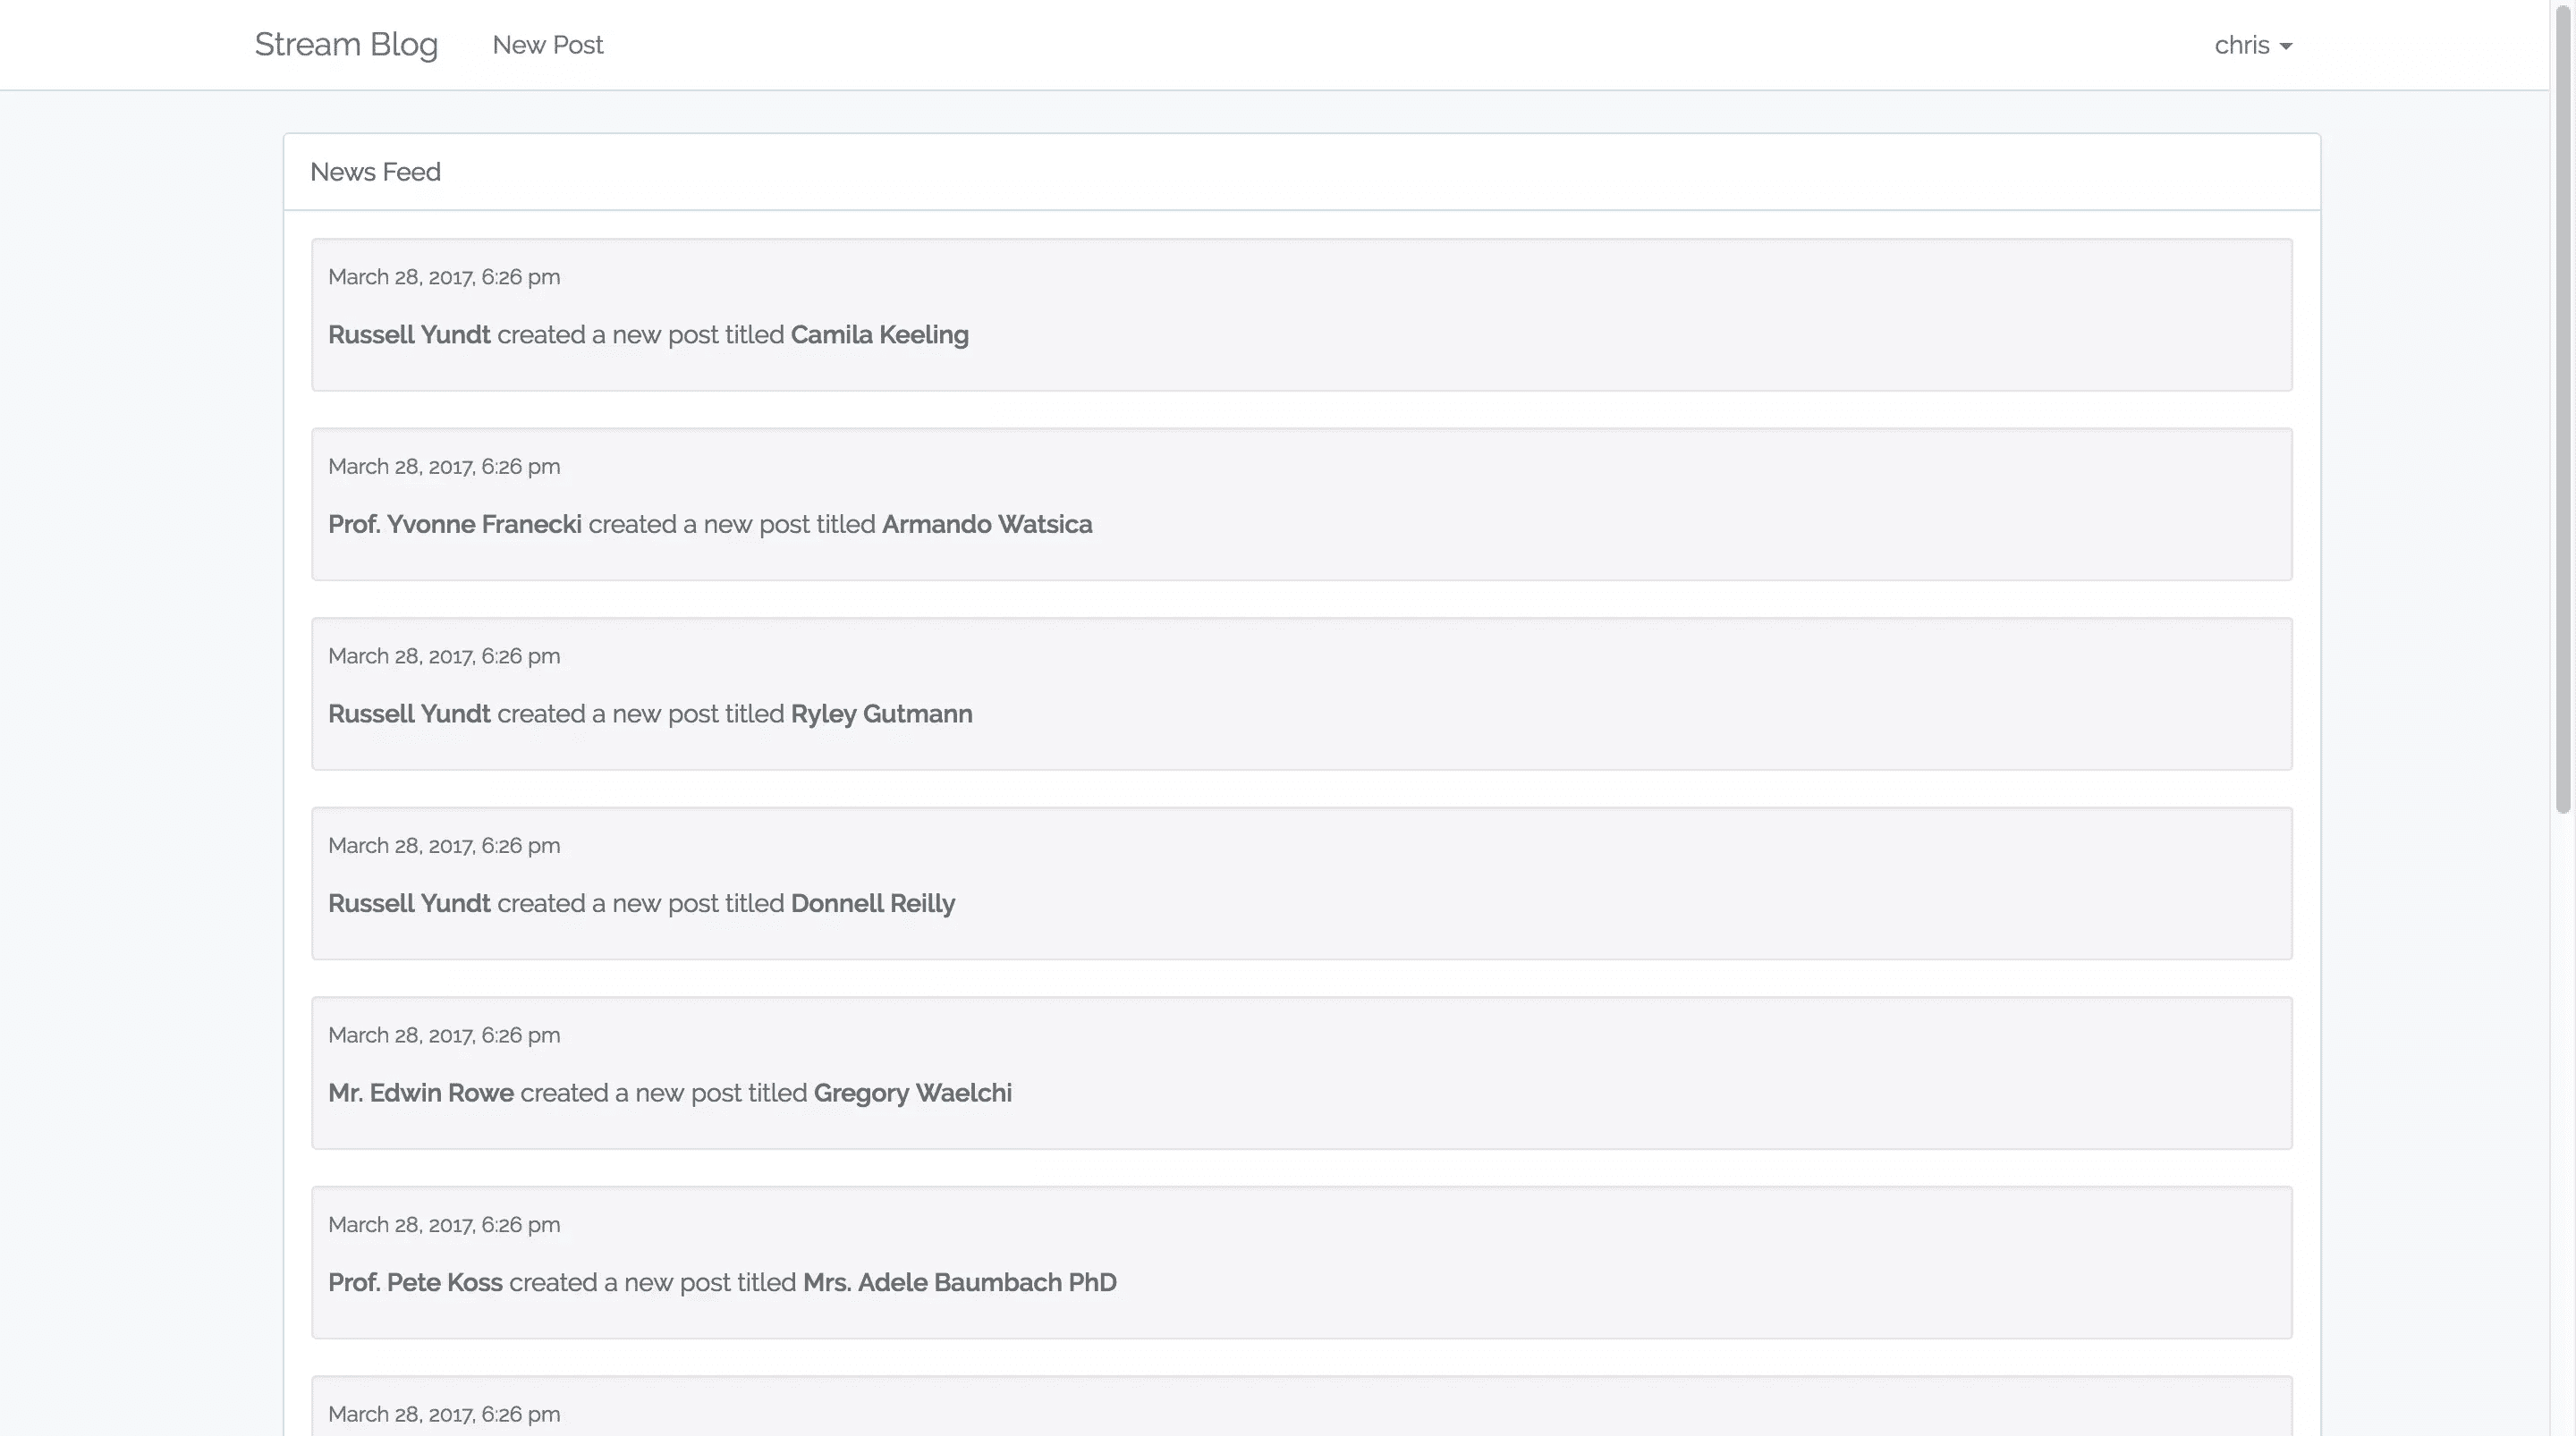 Stream Blog New Post chris
News Feed
March 28, 2017, 6:26 pm
Russell Yundt created a new post titled Camila Keeling
March 28, 2017, 6:26 pm
Prof. Yvonne Franecki created a new post titled Armando Watsica
March 28, 2017, 6:26 pm
Russell Yundt created a new post titled Ryley Gutmann
March 28, 2017, 6:26 pm
Russell Yundt created a new post titled Donnell Reilly
March 28, 2017, 6:26 pm
Mr. Edwin Rowe created a new post titled Gregory Waelchi
March 28, 2017, 6:26 pm
Prof. Pete Koss created a new post titled Mrs. Adele Baumbach PhD
March 28, 2017, 6:26 pm